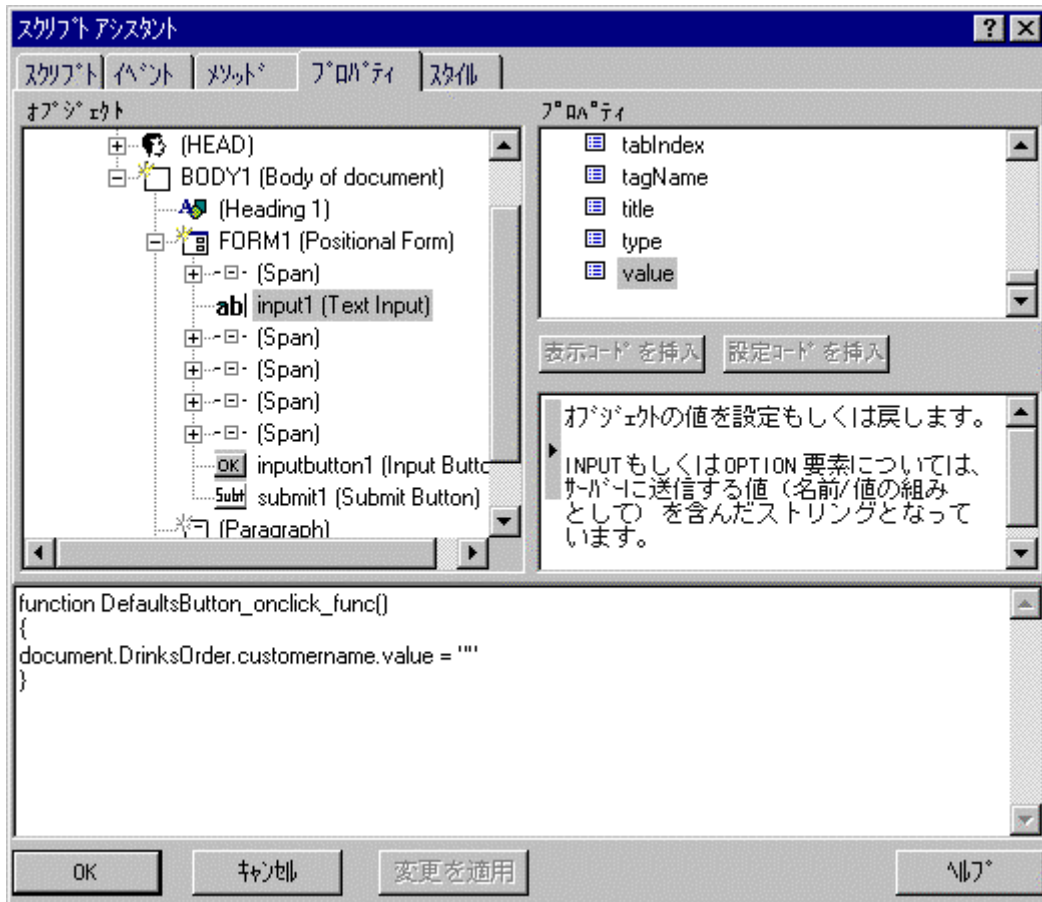 スクリプト アシスタント
スクリプト イベント メソッド プロパティ スタイル
オブジェクト
(HEAD)
BODY1 (Body of document)
(Heading 1)
FORM1 (Positional Form)
(Span)
ab input1 (Text Input)
(Span)
(Span)
(Span)
(Span)
OK inputbutton1 (Input Butto
Subm submit1 (Submit Button)
(Paragraph)
プロパティ
tabIndex
tagName
title
type
value
表示コードを挿入 設定コードを挿入
オブジェクトの値を設定もしくは戻します。
INPUTもしくはOPTION 要素については、
サーバーに送信する値（名前/値の組み
として）を含んだストリングとなって
います。
function DefaultsButton_onclick_func()
{
document.DrinksOrder.customername.value = ""
}
OK キャンセル 変更を適用 ヘルプ